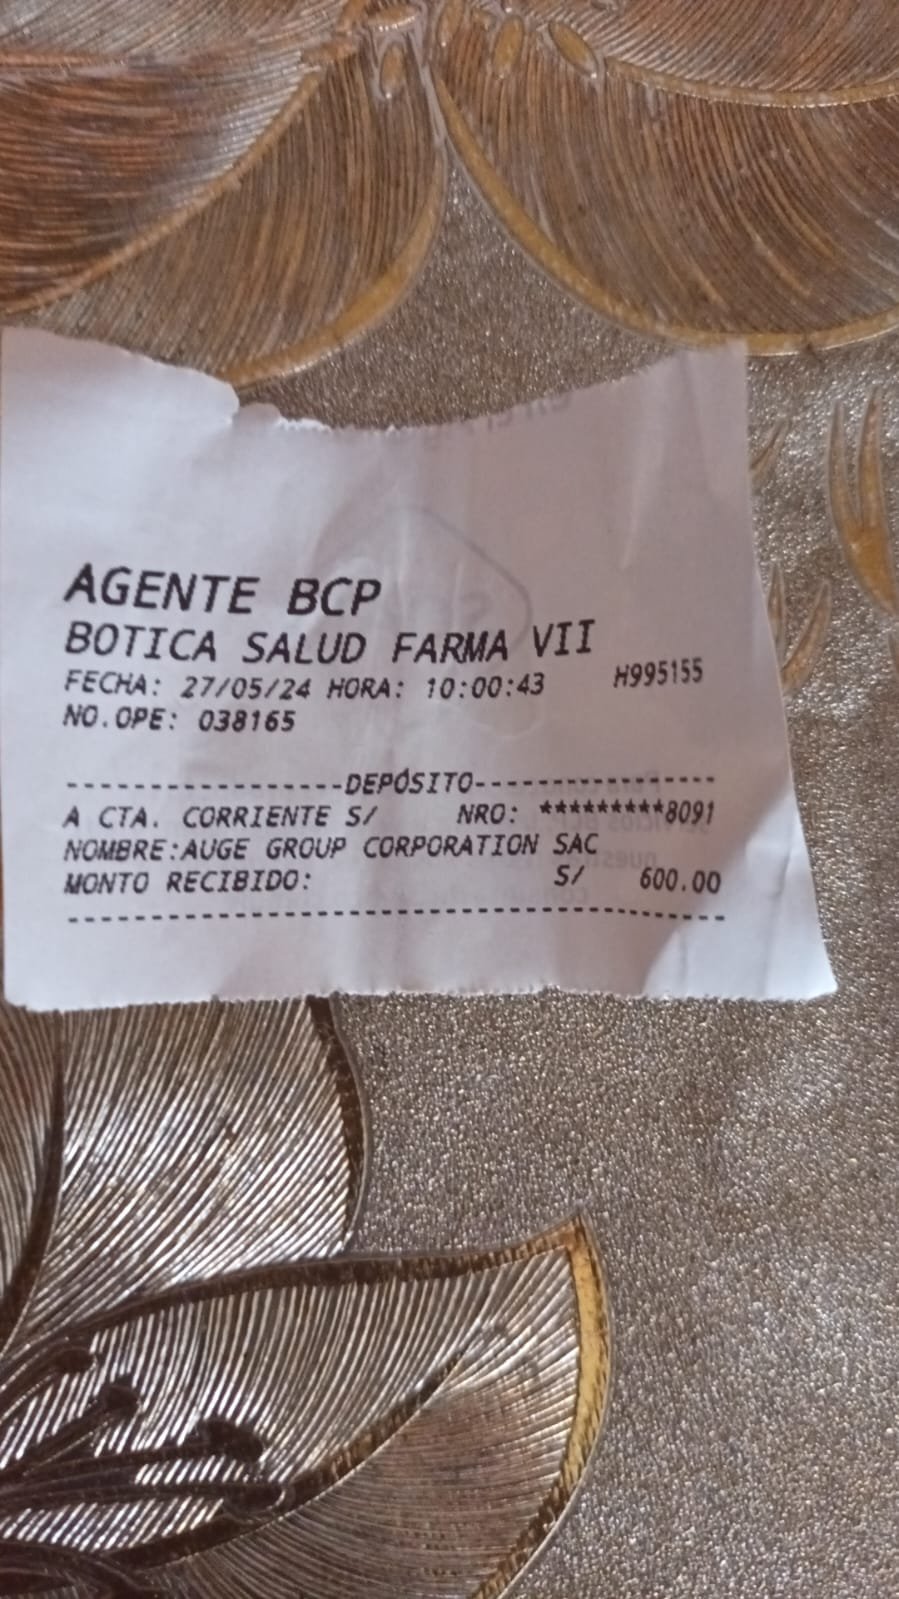 AGENTE BCP
BOTICA SALUD FARMA VII
FECHA: 27/05/24 HORA: 10:00:43 H995155
NO.OPE: 038165
-----------------DEPÓSITO---------------
A CTA. CORRIENTE S/ NRO: *********8091
NOMBRE:AUGE GROUP CORPORATION SAC
MONTO RECIBIDO: S/ 600.00
----------------------------------------